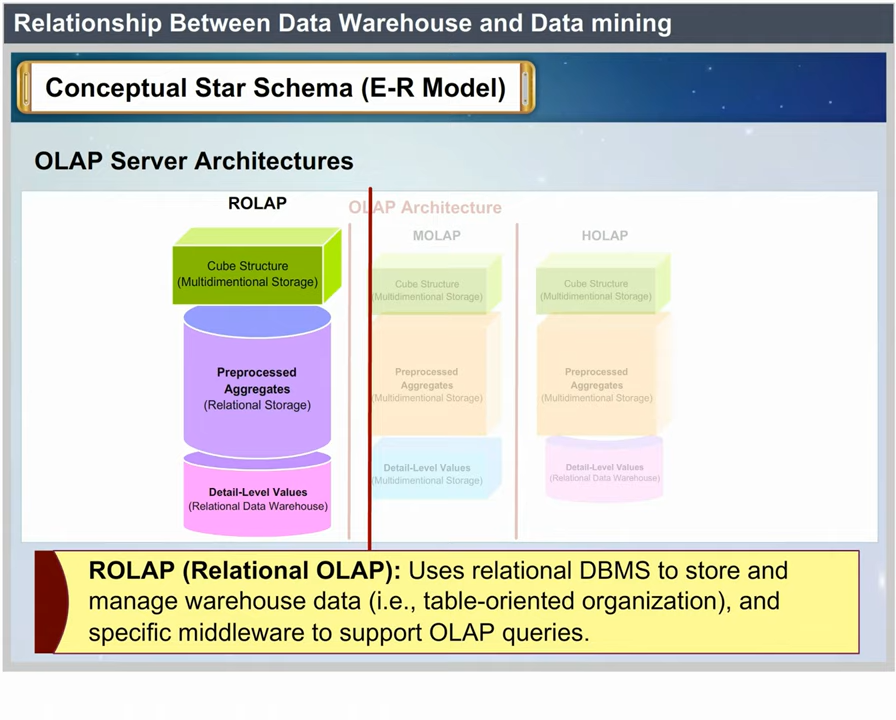 Relationship Between Data Warehouse and Data mining
Conceptual Star Schema (E-R Model)
OLAP Server Architectures
OLAP Architecture
ROLAP
Cube Structure
(Multidimentional Storage)
Preprocessed
Aggregates
(Relational Storage)
Detail-Level Values
(Relational Data Warehouse)
MOLAP
Cube Structure
(Multidimentional Storage)
Preprocessed
Aggregates
(Multidimentional Storage)
Detail-Level Values
(Multidimentional Storage)
HOLAP
Cube Structure
(Multidimentional Storage)
Preprocessed
Aggregates
(Multidimentional Storage)
Detail-Level Values
(Relational Data Warehouse)
ROLAP (Relational OLAP): Uses relational DBMS to store and
manage warehouse data (i.e., table-oriented organization), and
specific middleware to support OLAP queries.